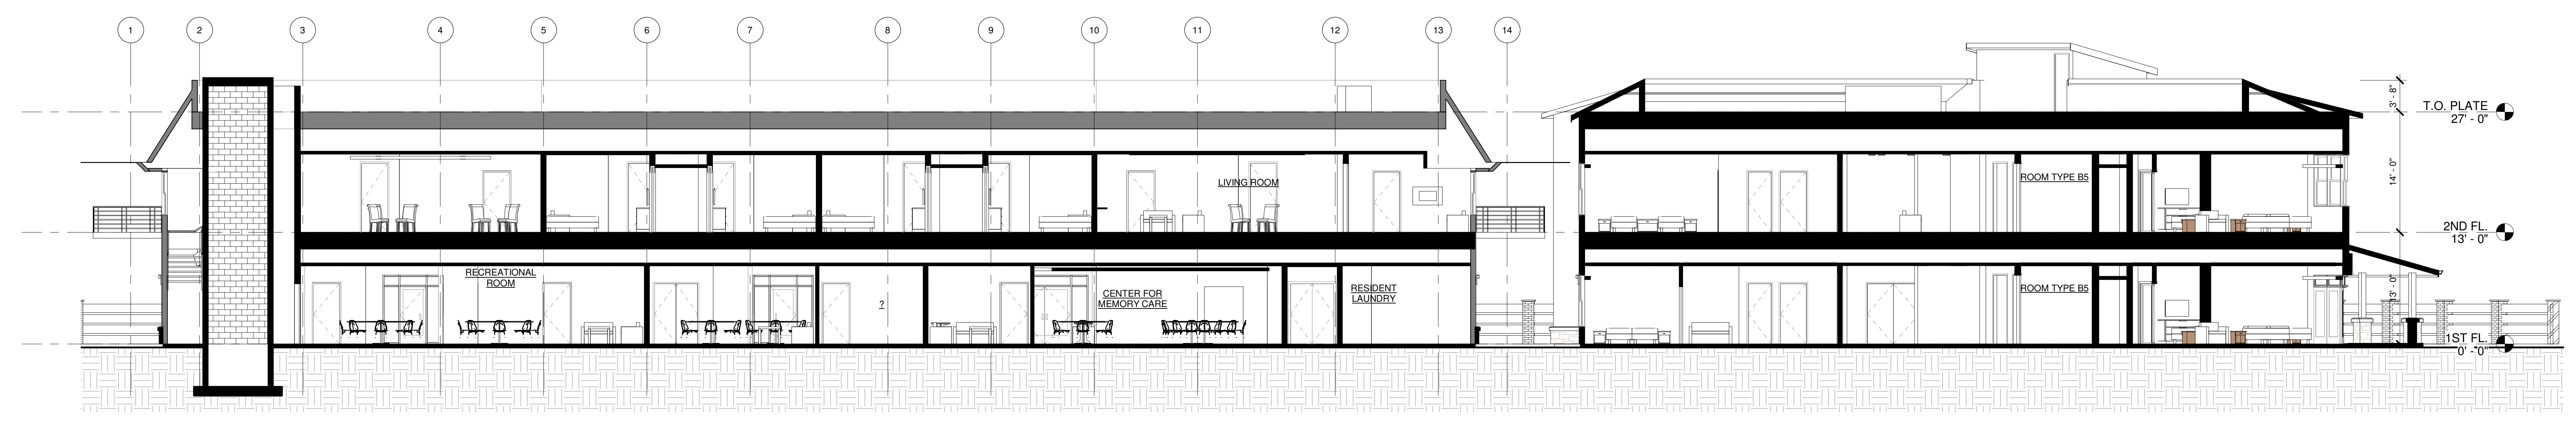 1
2
3
4
5
6
7
8
9
10
11
12
13
14
3' - 8"
T.O. PLATE
27' - 0"
14' - 0"
LIVING ROOM
ROOM TYPE B5
2ND FL.
13' - 0"
RECREATIONAL
ROOM
?
CENTER FOR
MEMORY CARE
RESIDENT
LAUNDRY
ROOM TYPE B5
13' - 0"
1ST FL.
0' - 0"